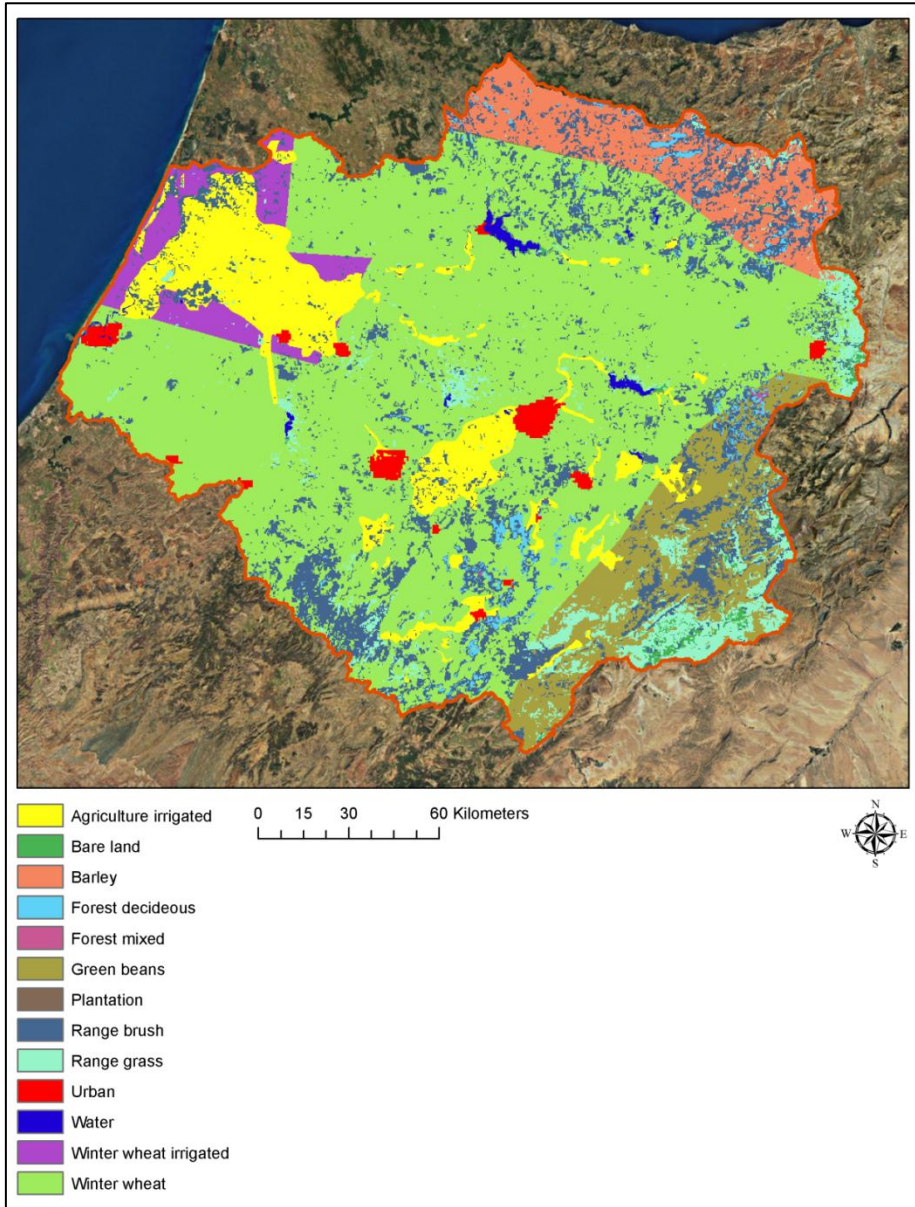 Agriculture irrigated
Bare land
Barley
Forest decideous
Forest mixed
Green beans
Plantation
Range brush
Range grass
Urban
Water
Winter wheat irrigated
Winter wheat
0 15 30 60 Kilometers
N
W E
S